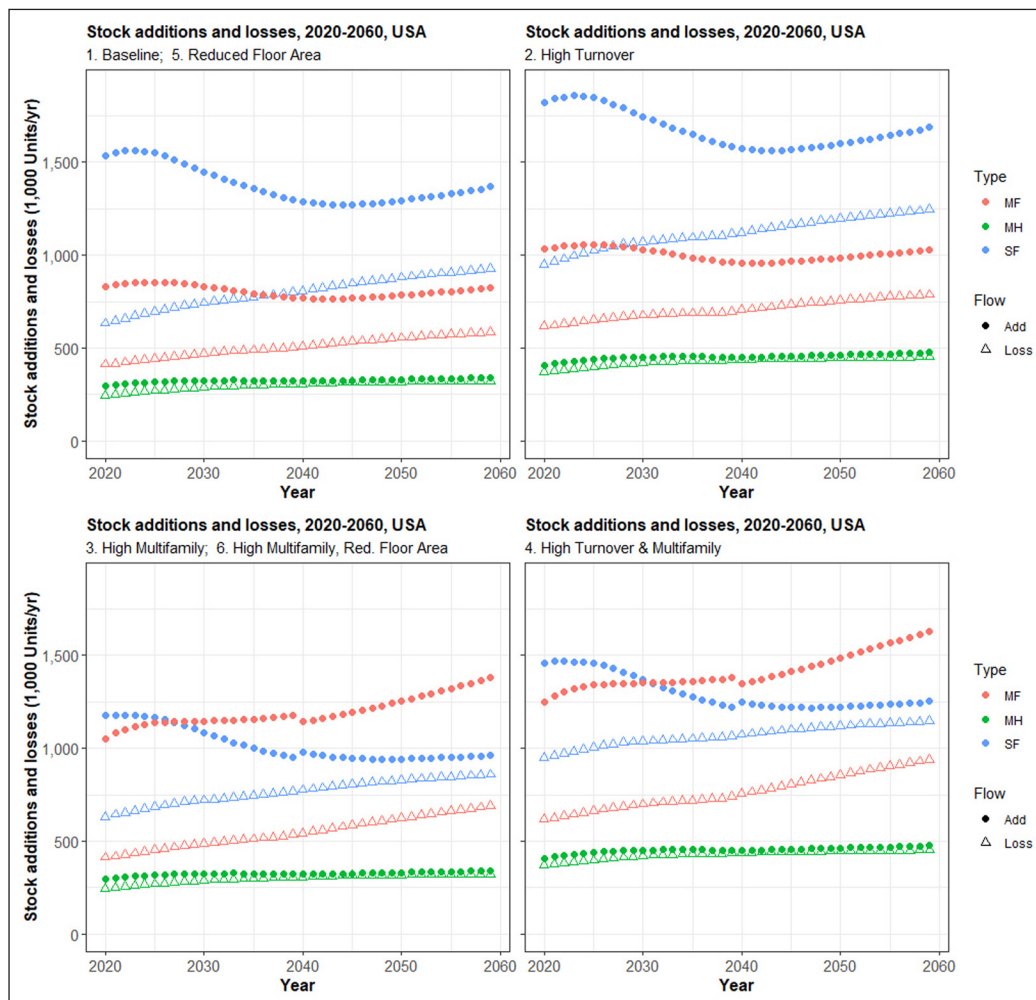 Stock additions and losses, 2020-2060, USA
1. Baseline;  5. Reduced Floor Area
Stock additions and losses (1,000 Units/yr)
1,500
1,000
500
0
2020 2030 2040 2050 2060
Year
Stock additions and losses, 2020-2060, USA
2. High Turnover
2020 2030 2040 2050 2060
Year
Type
MF
MH
SF
Flow
Add
Loss
Stock additions and losses, 2020-2060, USA
3. High Multifamily;  6. High Multifamily, Red. Floor Area
Stock additions and losses (1,000 Units/yr)
1,500
1,000
500
0
2020 2030 2040 2050 2060
Year
Stock additions and losses, 2020-2060, USA
4. High Turnover & Multifamily
2020 2030 2040 2050 2060
Year
Type
MF
MH
SF
Flow
Add
Loss